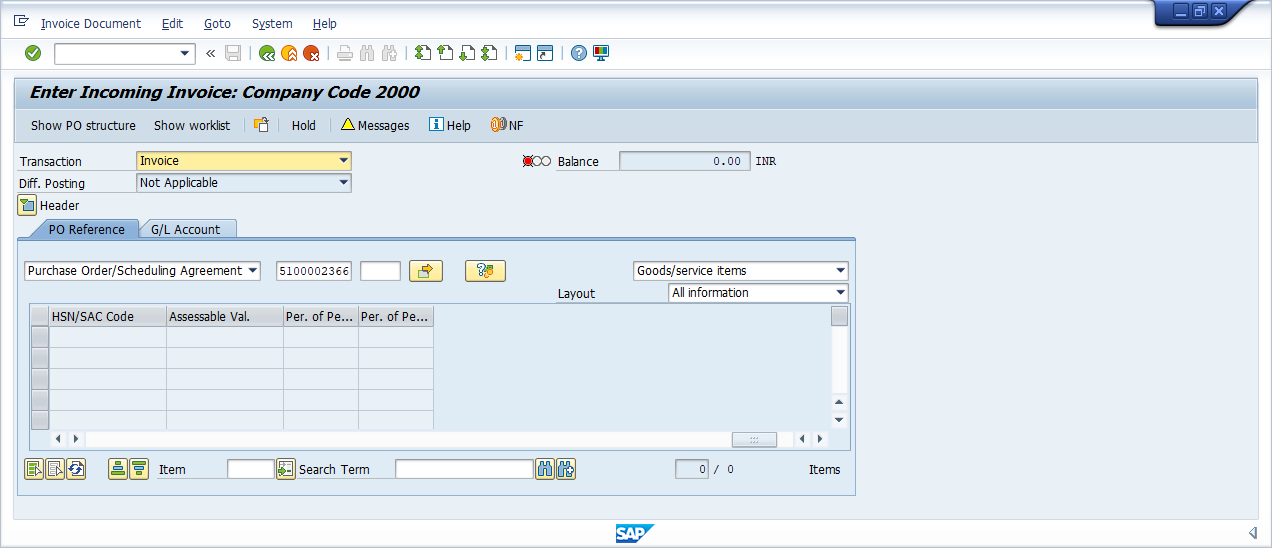 Invoice Document Edit Goto System Help
Enter Incoming Invoice: Company Code 2000
Show PO structure Show worklist Hold Messages Help NF
Transaction Invoice Balance 0.00 INR
Diff. Posting Not Applicable
Header
PO Reference G/L Account
Purchase Order/Scheduling Agreement 5100002366 Goods/service items
Layout All information
HSN/SAC Code Assessable Val. Per. of Pe... Per. of Pe...
Item Search Term 0 / 0 Items
SAP